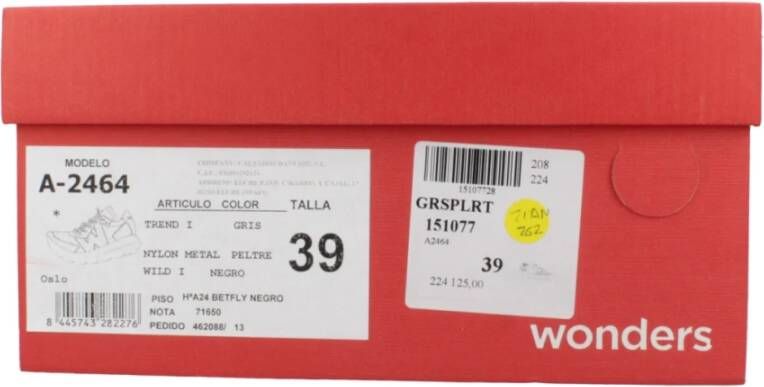 MODELO
A-2464
*
ARTICULO COLOR TALLA
TREND I GRIS
NYLON METAL PELTRE
WILD I NEGRO
39
Oslo
8 445743 282276
PISO HºA24 BETFLY NEGRO
NOTA 71650
PEDIDO 462088/ 13
15107728
208
224
GRSPLRT
151077
A2464
39
224 125,00
wonders